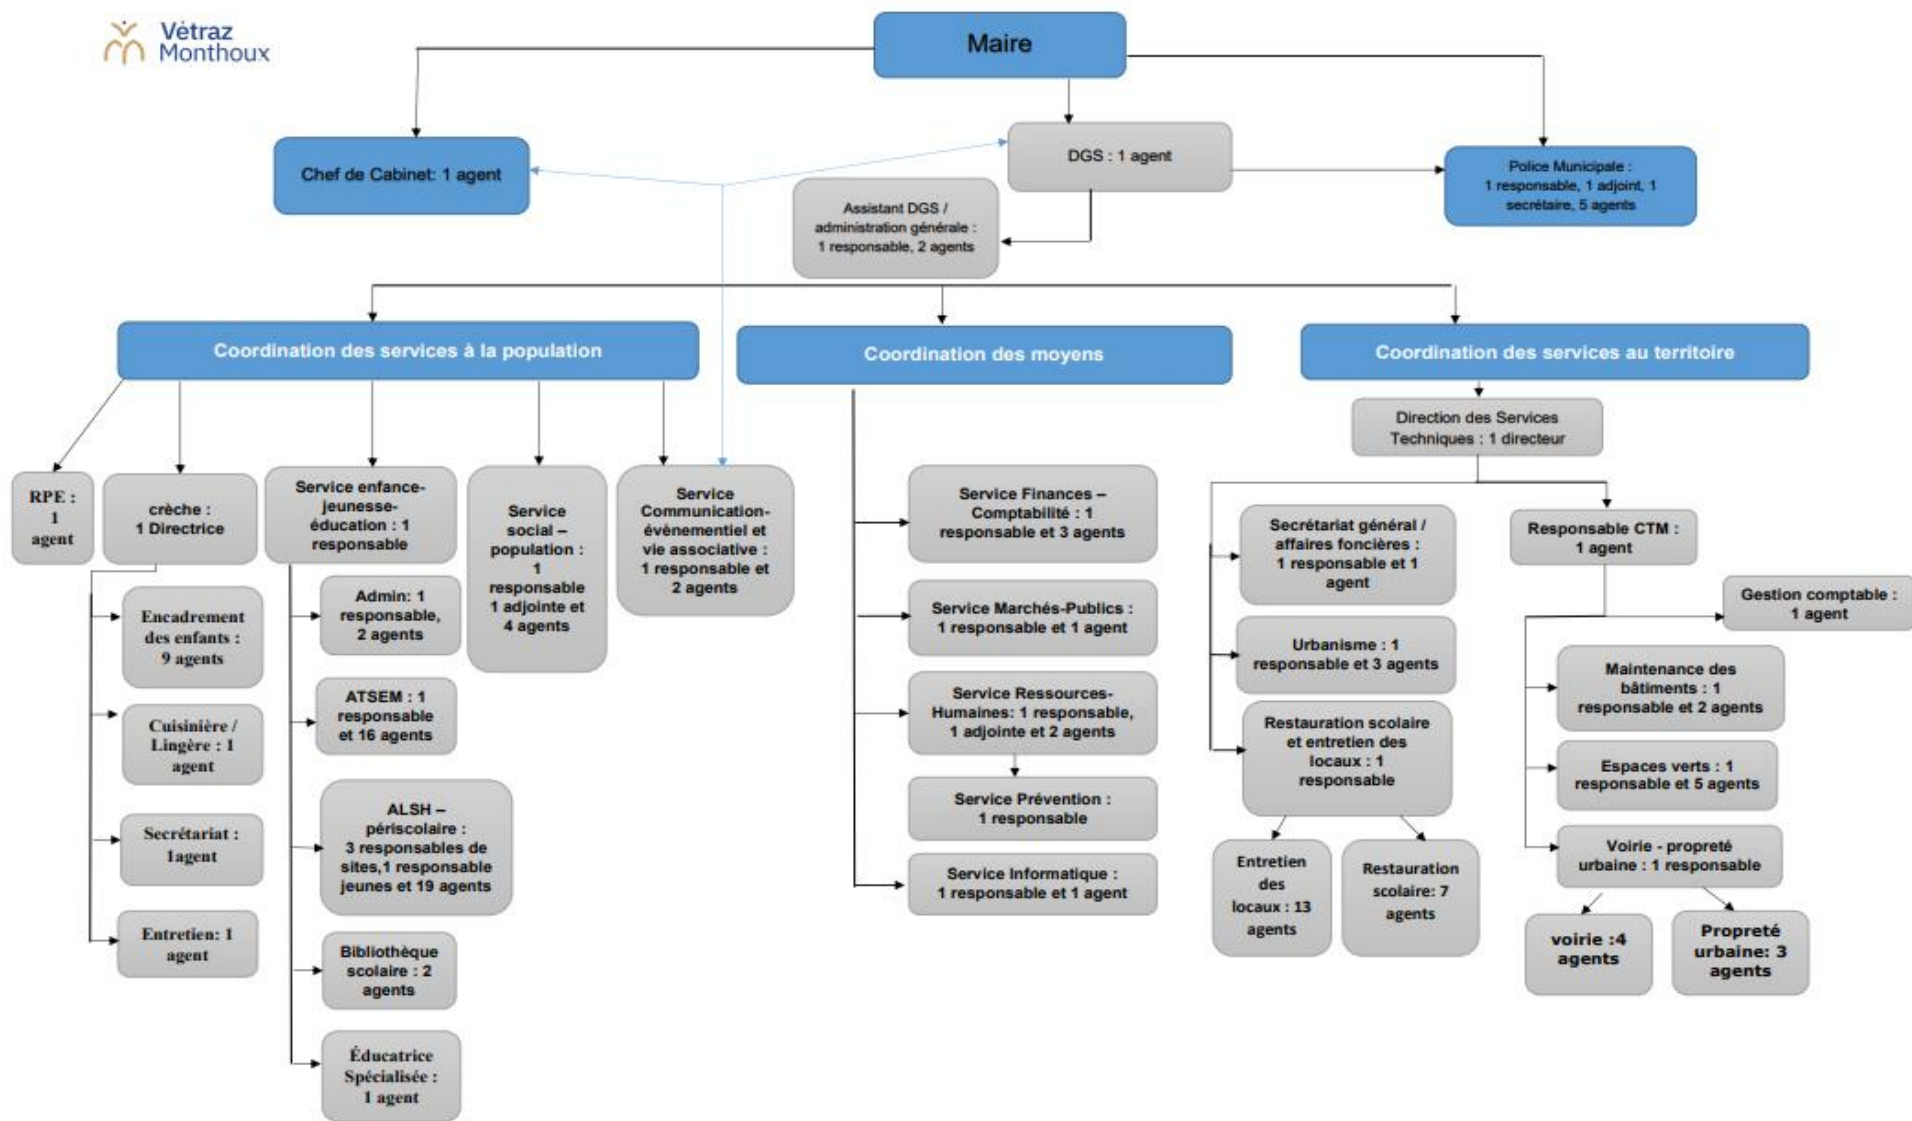 Vétraz
Monthoux
Maire
Chef de Cabinet: 1 agent
DGS : 1 agent
Police Municipale :
1 responsable, 1 adjoint, 1
secrétaire, 5 agents
Assistant DGS /
administration générale :
1 responsable, 2 agents
Coordination des services à la population
Coordination des moyens
Coordination des services au territoire
Direction des Services
Techniques : 1 directeur
RPE :
1
agent
crèche :
1 Directrice
Service enfance-
jeunesse-
éducation : 1
responsable
Service
social –
population :
1
responsable
1 adjointe et
4 agents
Service
Communication-
évènementiel et
vie associative :
1 responsable et
2 agents
Encadrement
des enfants :
9 agents
Cuisinière /
Lingère : 1
agent
Secrétariat :
1agent
Entretien: 1
agent
Admin: 1
responsable,
2 agents
ATSEM : 1
responsable
et 16 agents
ALSH –
périscolaire :
3 responsables de
sites,1 responsable
jeunes et 19 agents
Bibliothèque
scolaire : 2
agents
Éducatrice
Spécialisée :
1 agent
Service Finances –
Comptabilité : 1
responsable et 3 agents
Service Marchés-Publics :
1 responsable et 1 agent
Service Ressources-
Humaines: 1 responsable,
1 adjointe et 2 agents
Service Prévention :
1 responsable
Service Informatique :
1 responsable et 1 agent
Secrétariat général /
affaires foncières :
1 responsable et 1
agent
Urbanisme : 1
responsable et 3 agents
Restauration scolaire
et entretien des
locaux : 1
responsable
Entretien
des
locaux : 13
agents
Restauration
scolaire: 7
agents
Responsable CTM :
1 agent
Gestion comptable :
1 agent
Maintenance des
bâtiments : 1
responsable et 2 agents
Espaces verts : 1
responsable et 5 agents
Voirie - propreté
urbaine : 1 responsable
voirie :4
agents
Propreté
urbaine: 3
agents